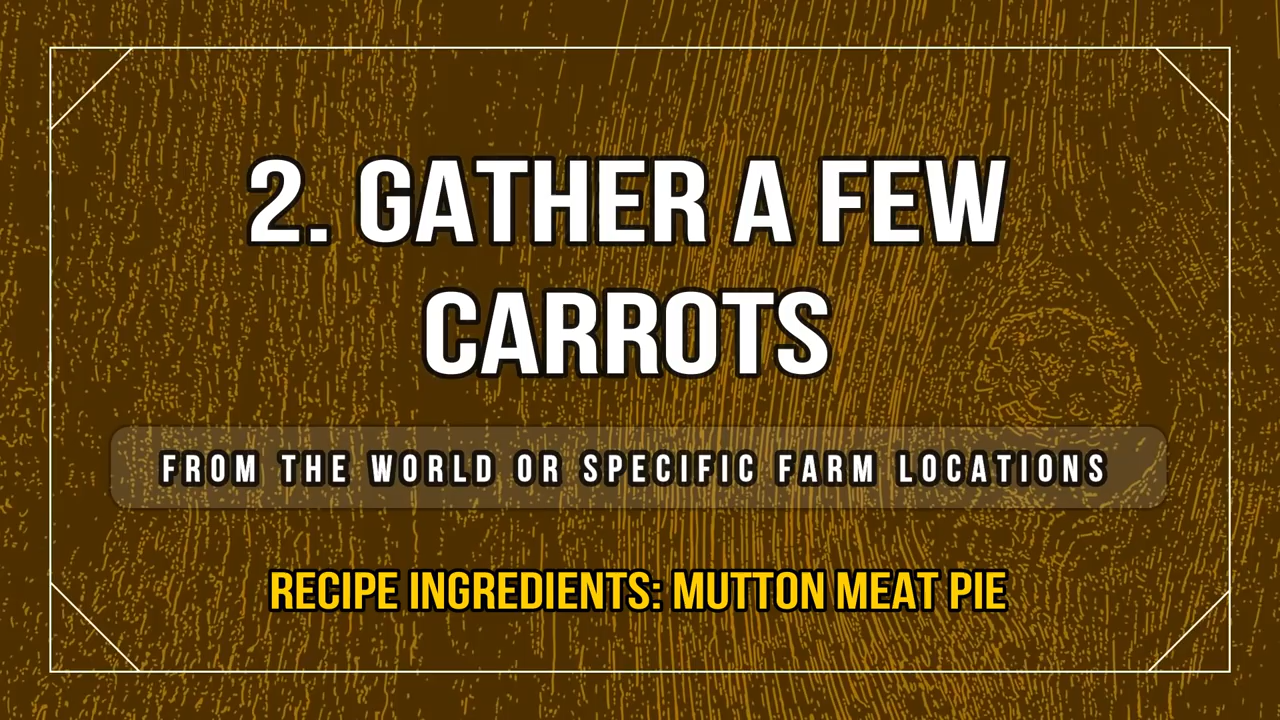 2. GATHER A FEW
CARROTS
FROM THE WORLD OR SPECIFIC FARM LOCATIONS
RECIPE INGREDIENTS: MUTTON MEAT PIE